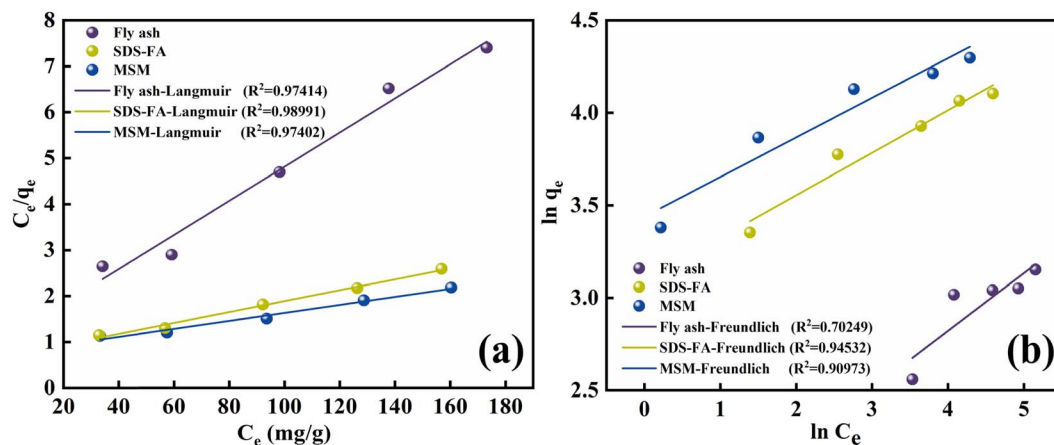 8
7
6
5
4
3
2
1
0
C_e/q_e
Fly ash
SDS-FA
MSM
Fly ash-Langmuir (R²=0.97414)
SDS-FA-Langmuir (R²=0.98991)
MSM-Langmuir (R²=0.97402)
(a)
20 40 60 80 100 120 140 160 180
C_e (mg/g)
4.5
4.0
3.5
3.0
2.5
ln q_e
Fly ash
SDS-FA
MSM
Fly ash-Freundlich (R²=0.70249)
SDS-FA-Freundlich (R²=0.94532)
MSM-Freundlich (R²=0.90973)
(b)
0 1 2 3 4 5
ln C_e